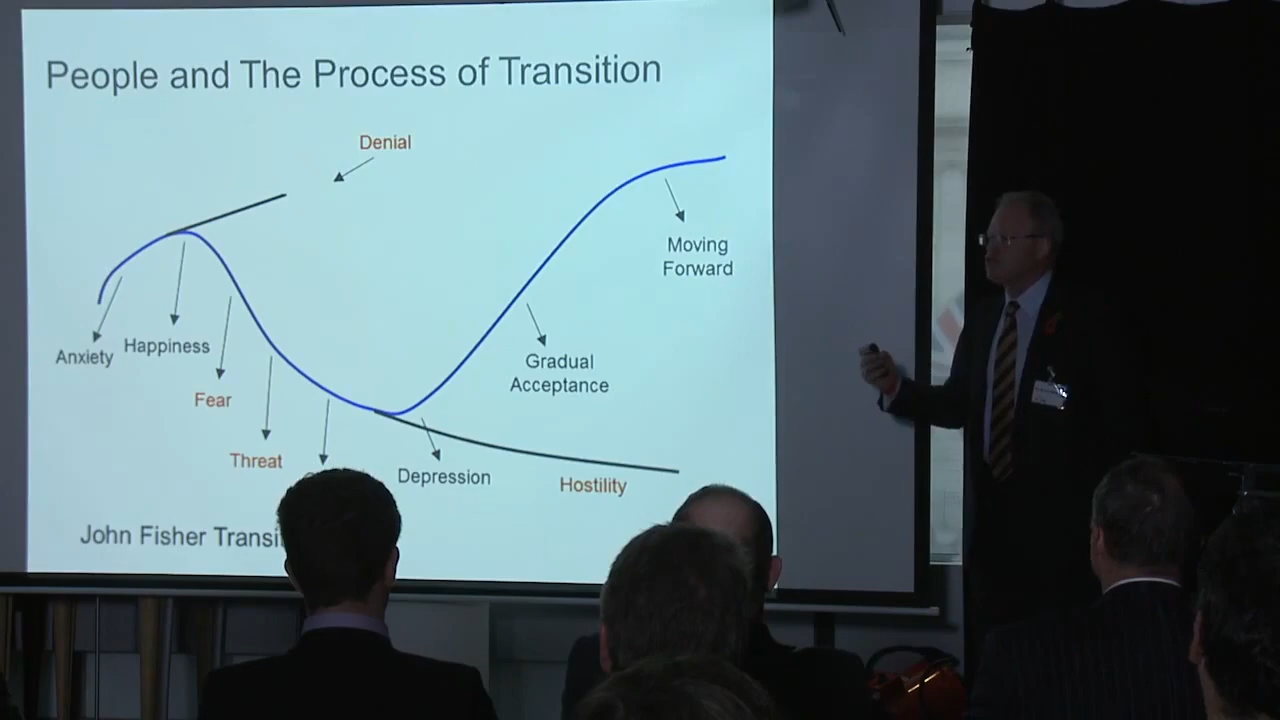 People and The Process of Transition
Denial
Moving
Forward
Anxiety
Happiness
Gradual
Acceptance
Fear
Threat
Depression
Hostility
John Fisher